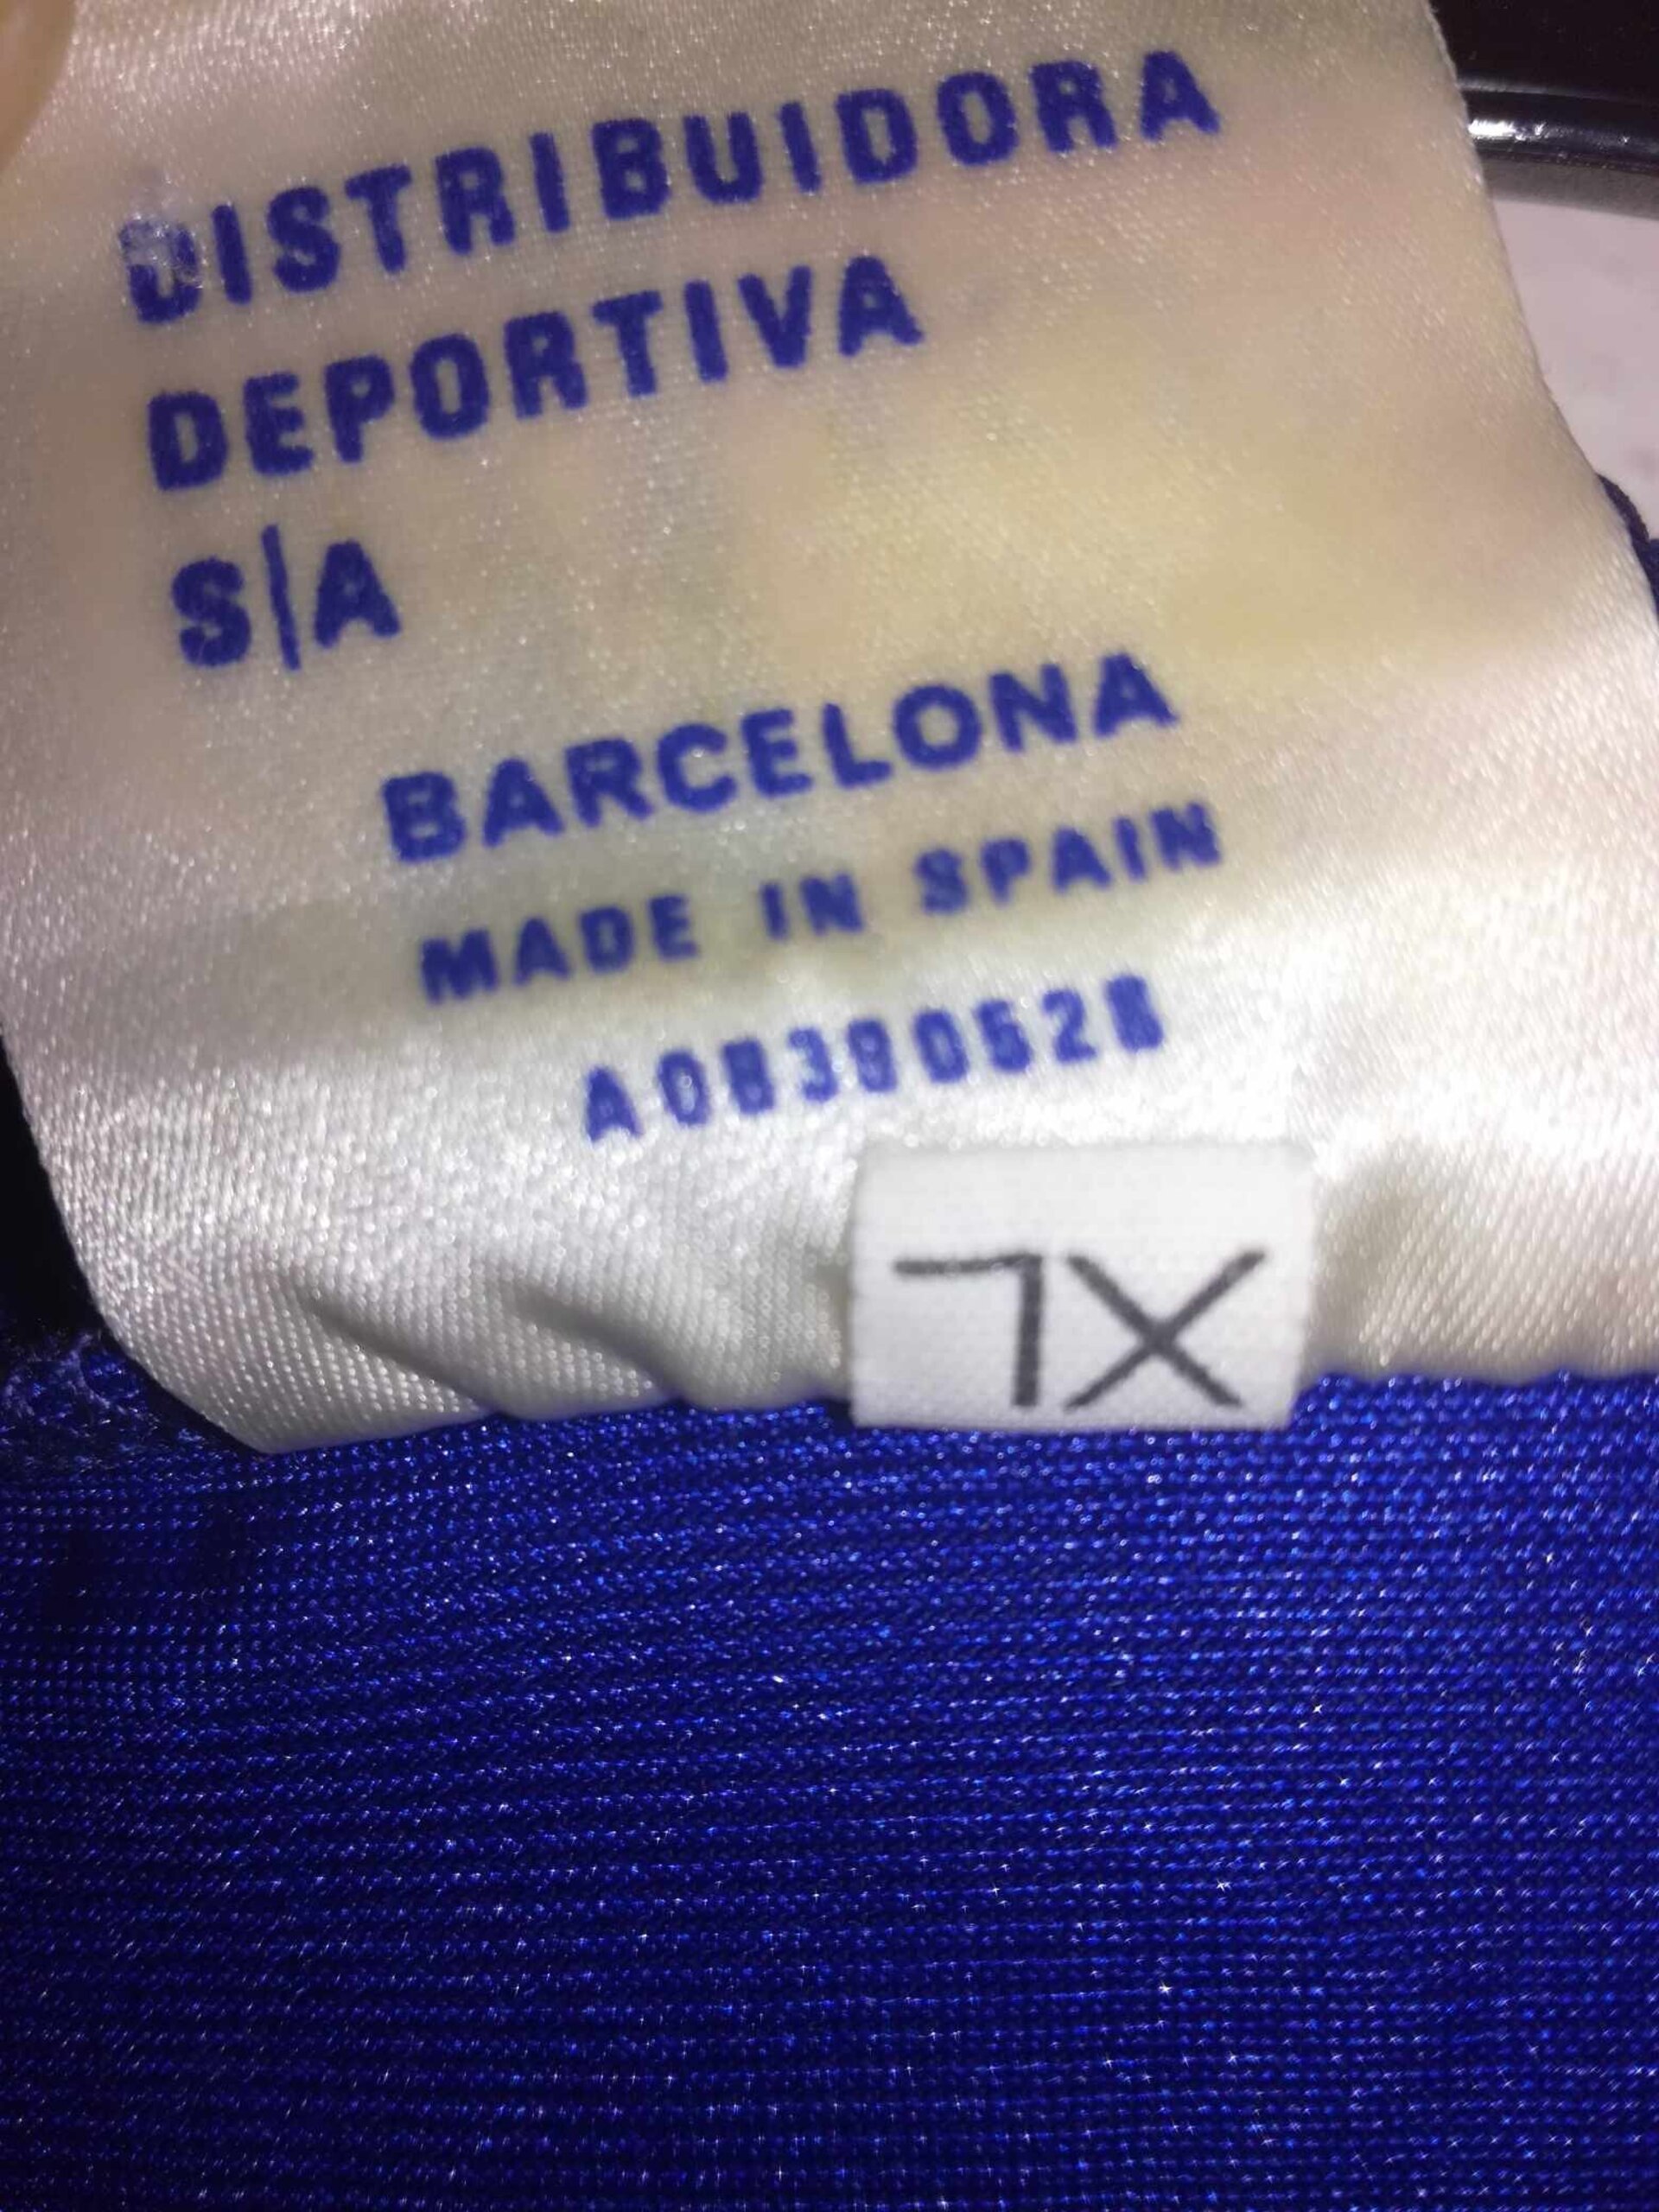 DISTRIBUIDORA
DEPORTIVA
S/A
BARCELONA
MADE IN SPAIN
XL